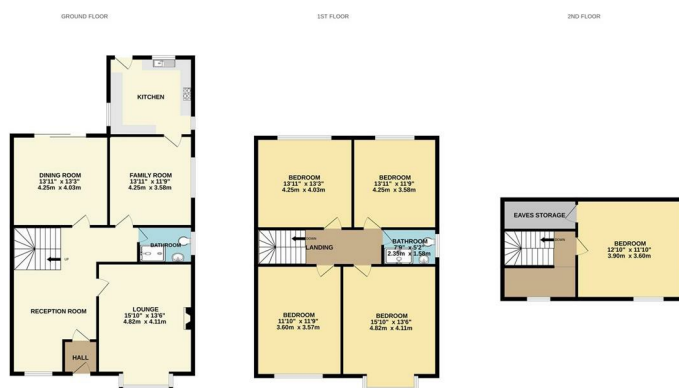 GROUND FLOOR
KITCHEN
DINING ROOM
13'11" x 13'3"
4.25m x 4.03m
FAMILY ROOM
13'11" x 11'9"
4.25m x 3.58m
BATHROOM
UP
RECEPTION ROOM
LOUNGE
15'10" x 13'6"
4.82m x 4.11m
HALL
1ST FLOOR
BEDROOM
13'11" x 13'3"
4.25m x 4.03m
BEDROOM
13'11" x 11'9"
4.25m x 3.58m
DOWN
LANDING
BATHROOM
7'9" x 5'2"
2.35m x 1.58m
BEDROOM
11'10" x 11'9"
3.60m x 3.57m
BEDROOM
15'10" x 13'6"
4.82m x 4.11m
2ND FLOOR
EAVES STORAGE
DOWN
BEDROOM
12'10" x 11'10"
3.90m x 3.60m